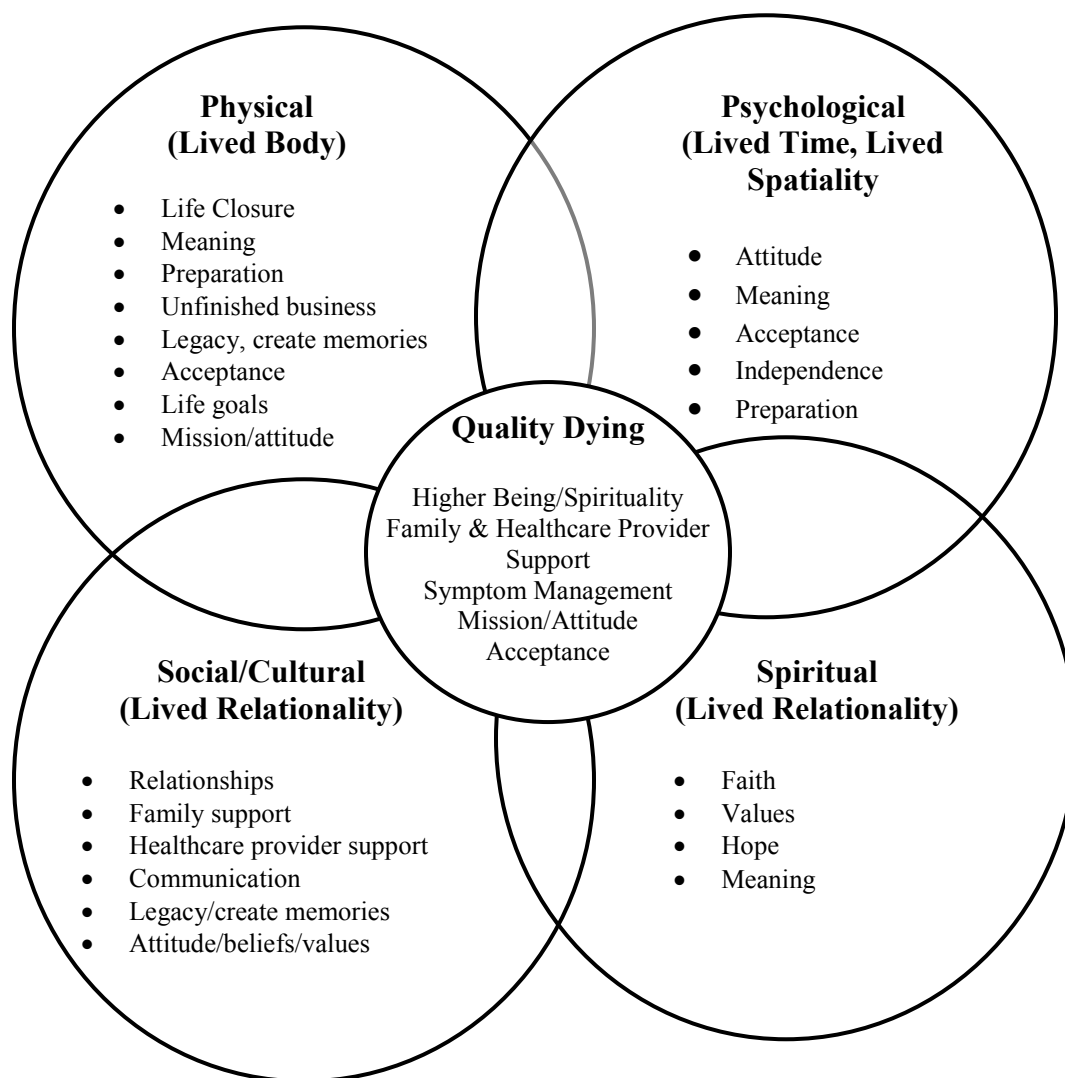 Physical
(Lived Body)
• Life Closure
• Meaning
• Preparation
• Unfinished business
• Legacy, create memories
• Acceptance
• Life goals
• Mission/attitude
Psychological
(Lived Time, Lived
Spatiality
• Attitude
• Meaning
• Acceptance
• Independence
• Preparation
Quality Dying
Higher Being/Spirituality
Family & Healthcare Provider
Support
Symptom Management
Mission/Attitude
Acceptance
Social/Cultural
(Lived Relationality)
• Relationships
• Family support
• Healthcare provider support
• Communication
• Legacy/create memories
• Attitude/beliefs/values
Spiritual
(Lived Relationality)
• Faith
• Values
• Hope
• Meaning